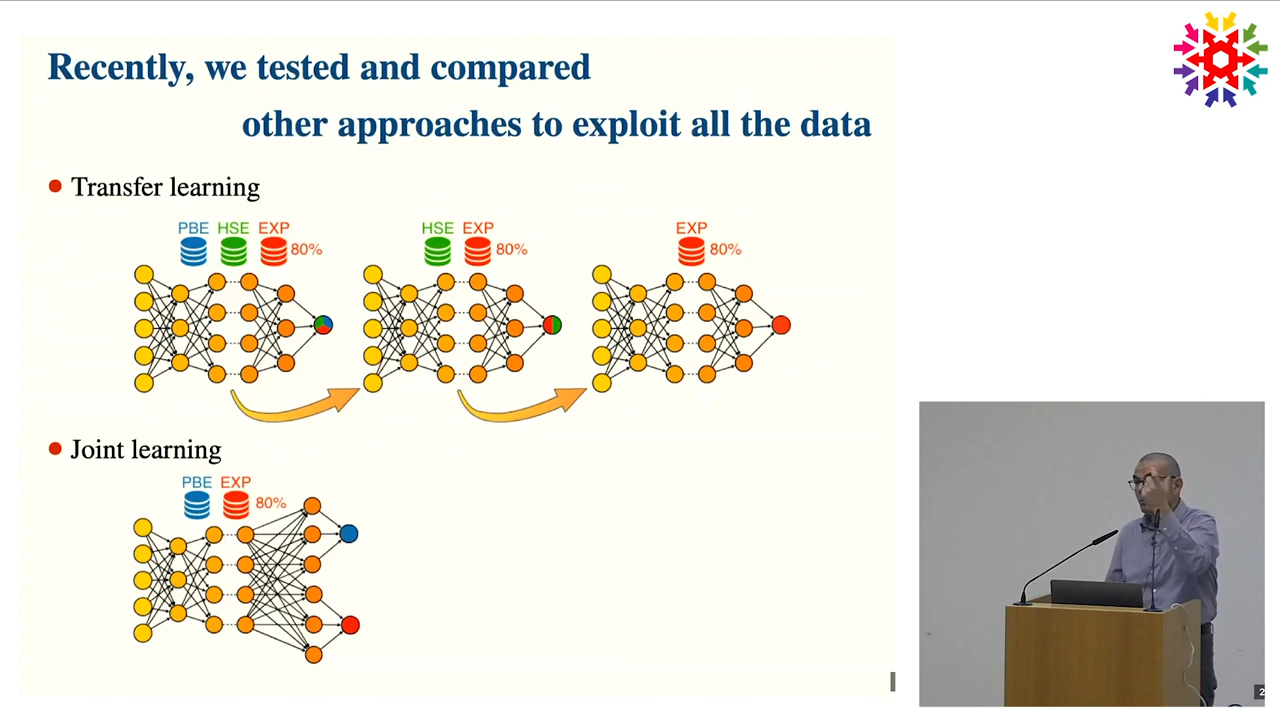 Recently, we tested and compared
other approaches to exploit all the data
Transfer learning
PBE HSE EXP
80%
HSE EXP
80%
EXP
80%
Joint learning
PBE EXP
80%
2